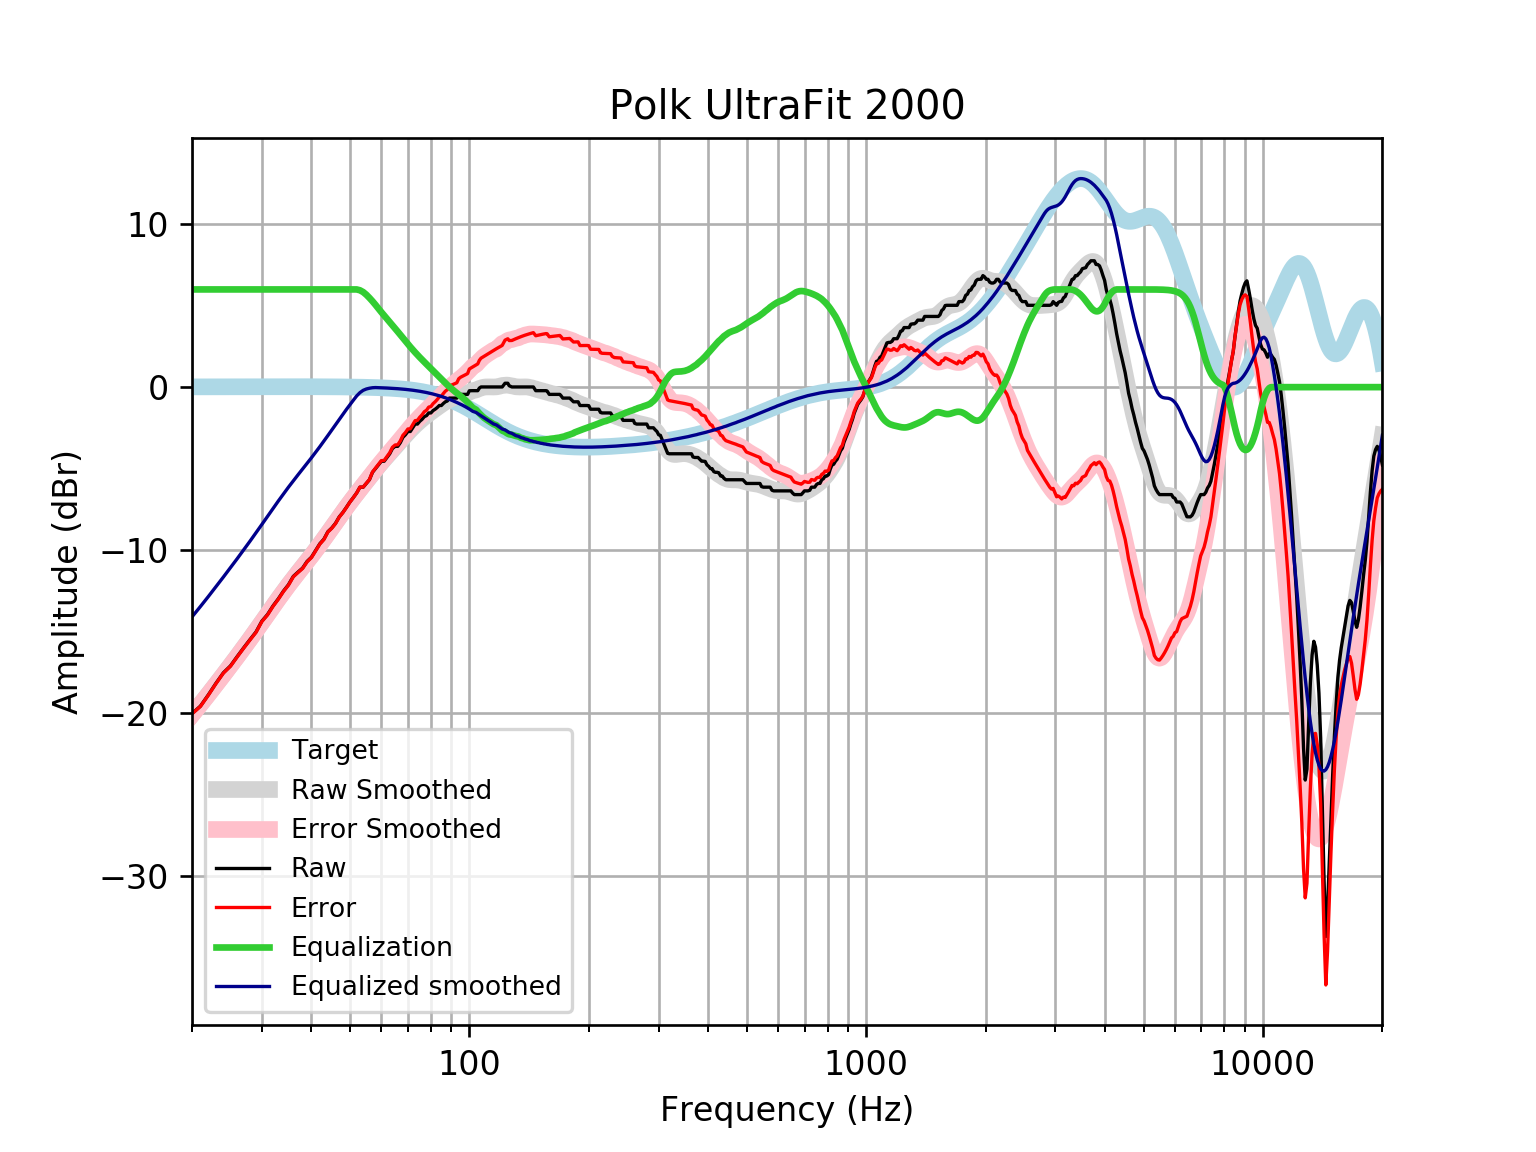 Polk UltraFit 2000
Amplitude (dBr)
10
0
−10
−20
−30
Target
Raw Smoothed
Error Smoothed
Raw
Error
Equalization
Equalized smoothed
100
1000
10000
Frequency (Hz)